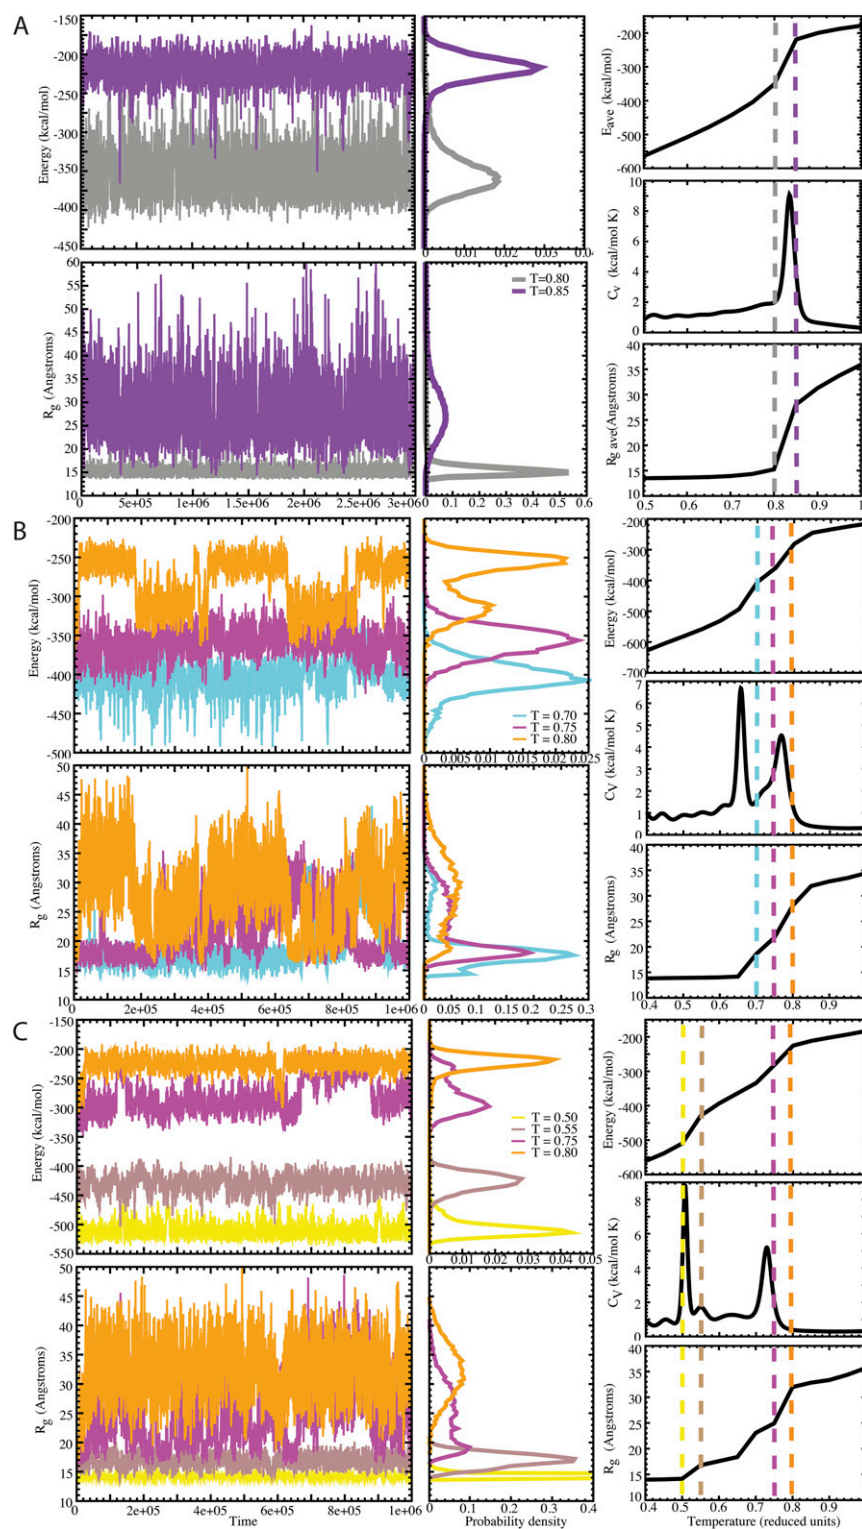 A
Energy (kcal/mol)
-150
-200
-250
-300
-350
-400
-450
0 0.01 0.02 0.03
E_ave (kcal/mol)
-200
-300
-400
-500
-600
C_v (kcal/mol K)
10
8
6
4
2
0
R_g (Angstroms)
60
55
50
45
40
35
30
25
20
15
10
0 5e+05 1e+06 1.5e+06 2e+06 2.5e+06 3e+06
T=0.80
T=0.85
0 0.1 0.2 0.3 0.4 0.5 0.6
R_g ave(Angstroms)
40
35
30
25
20
15
10
0.5 0.6 0.7 0.8 0.9
B
Energy (kcal/mol)
-200
-250
-300
-350
-400
-450
-500
T = 0.70
T = 0.75
T = 0.80
0 0.005 0.01 0.015 0.02 0.025
Energy (kcal/mol)
-200
-300
-400
-500
-600
-700
C_V (kcal/mol K)
7
6
5
4
3
2
1
0
R_g (Angstroms)
50
45
40
35
30
25
20
15
10
0 2e+05 4e+05 6e+05 8e+05 1e+06
0 0.05 0.1 0.15 0.2 0.25 0.3
R_g (Angstroms)
40
35
30
25
20
15
10
0.4 0.5 0.6 0.7 0.8 0.9
C
Energy (kcal/mol)
-150
-200
-250
-300
-350
-400
-450
-500
-550
T = 0.50
T = 0.55
T = 0.75
T = 0.80
0 0.01 0.02 0.03 0.04 0.05
Energy (kcal/mol)
-200
-300
-400
-500
-600
C_V (kcal/mol K)
8
6
4
2
0
R_g (Angstroms)
50
45
40
35
30
25
20
15
10
0 2e+05 4e+05 6e+05 8e+05 1e+06
Time
0 0.1 0.2 0.3 0.4
Probability density
R_g (Angstroms)
40
35
30
25
20
15
10
0.4 0.5 0.6 0.7 0.8 0.9
Temperature (reduced units)